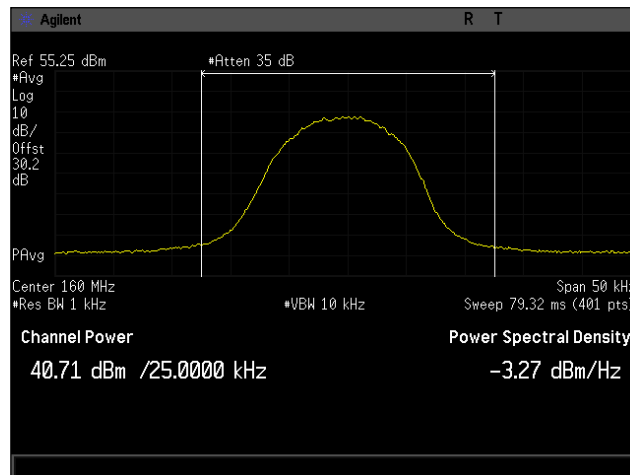 Agilent R T
Ref 55.25 dBm #Atten 35 dB
#Avg
Log
10
dB/
Offst
30.2
dB
PAvg
Center 160 MHz Span 50 kHz
#Res BW 1 kHz #VBW 10 kHz Sweep 79.32 ms (401 pts)
Channel Power Power Spectral Density
40.71 dBm /25.0000 kHz -3.27 dBm/Hz